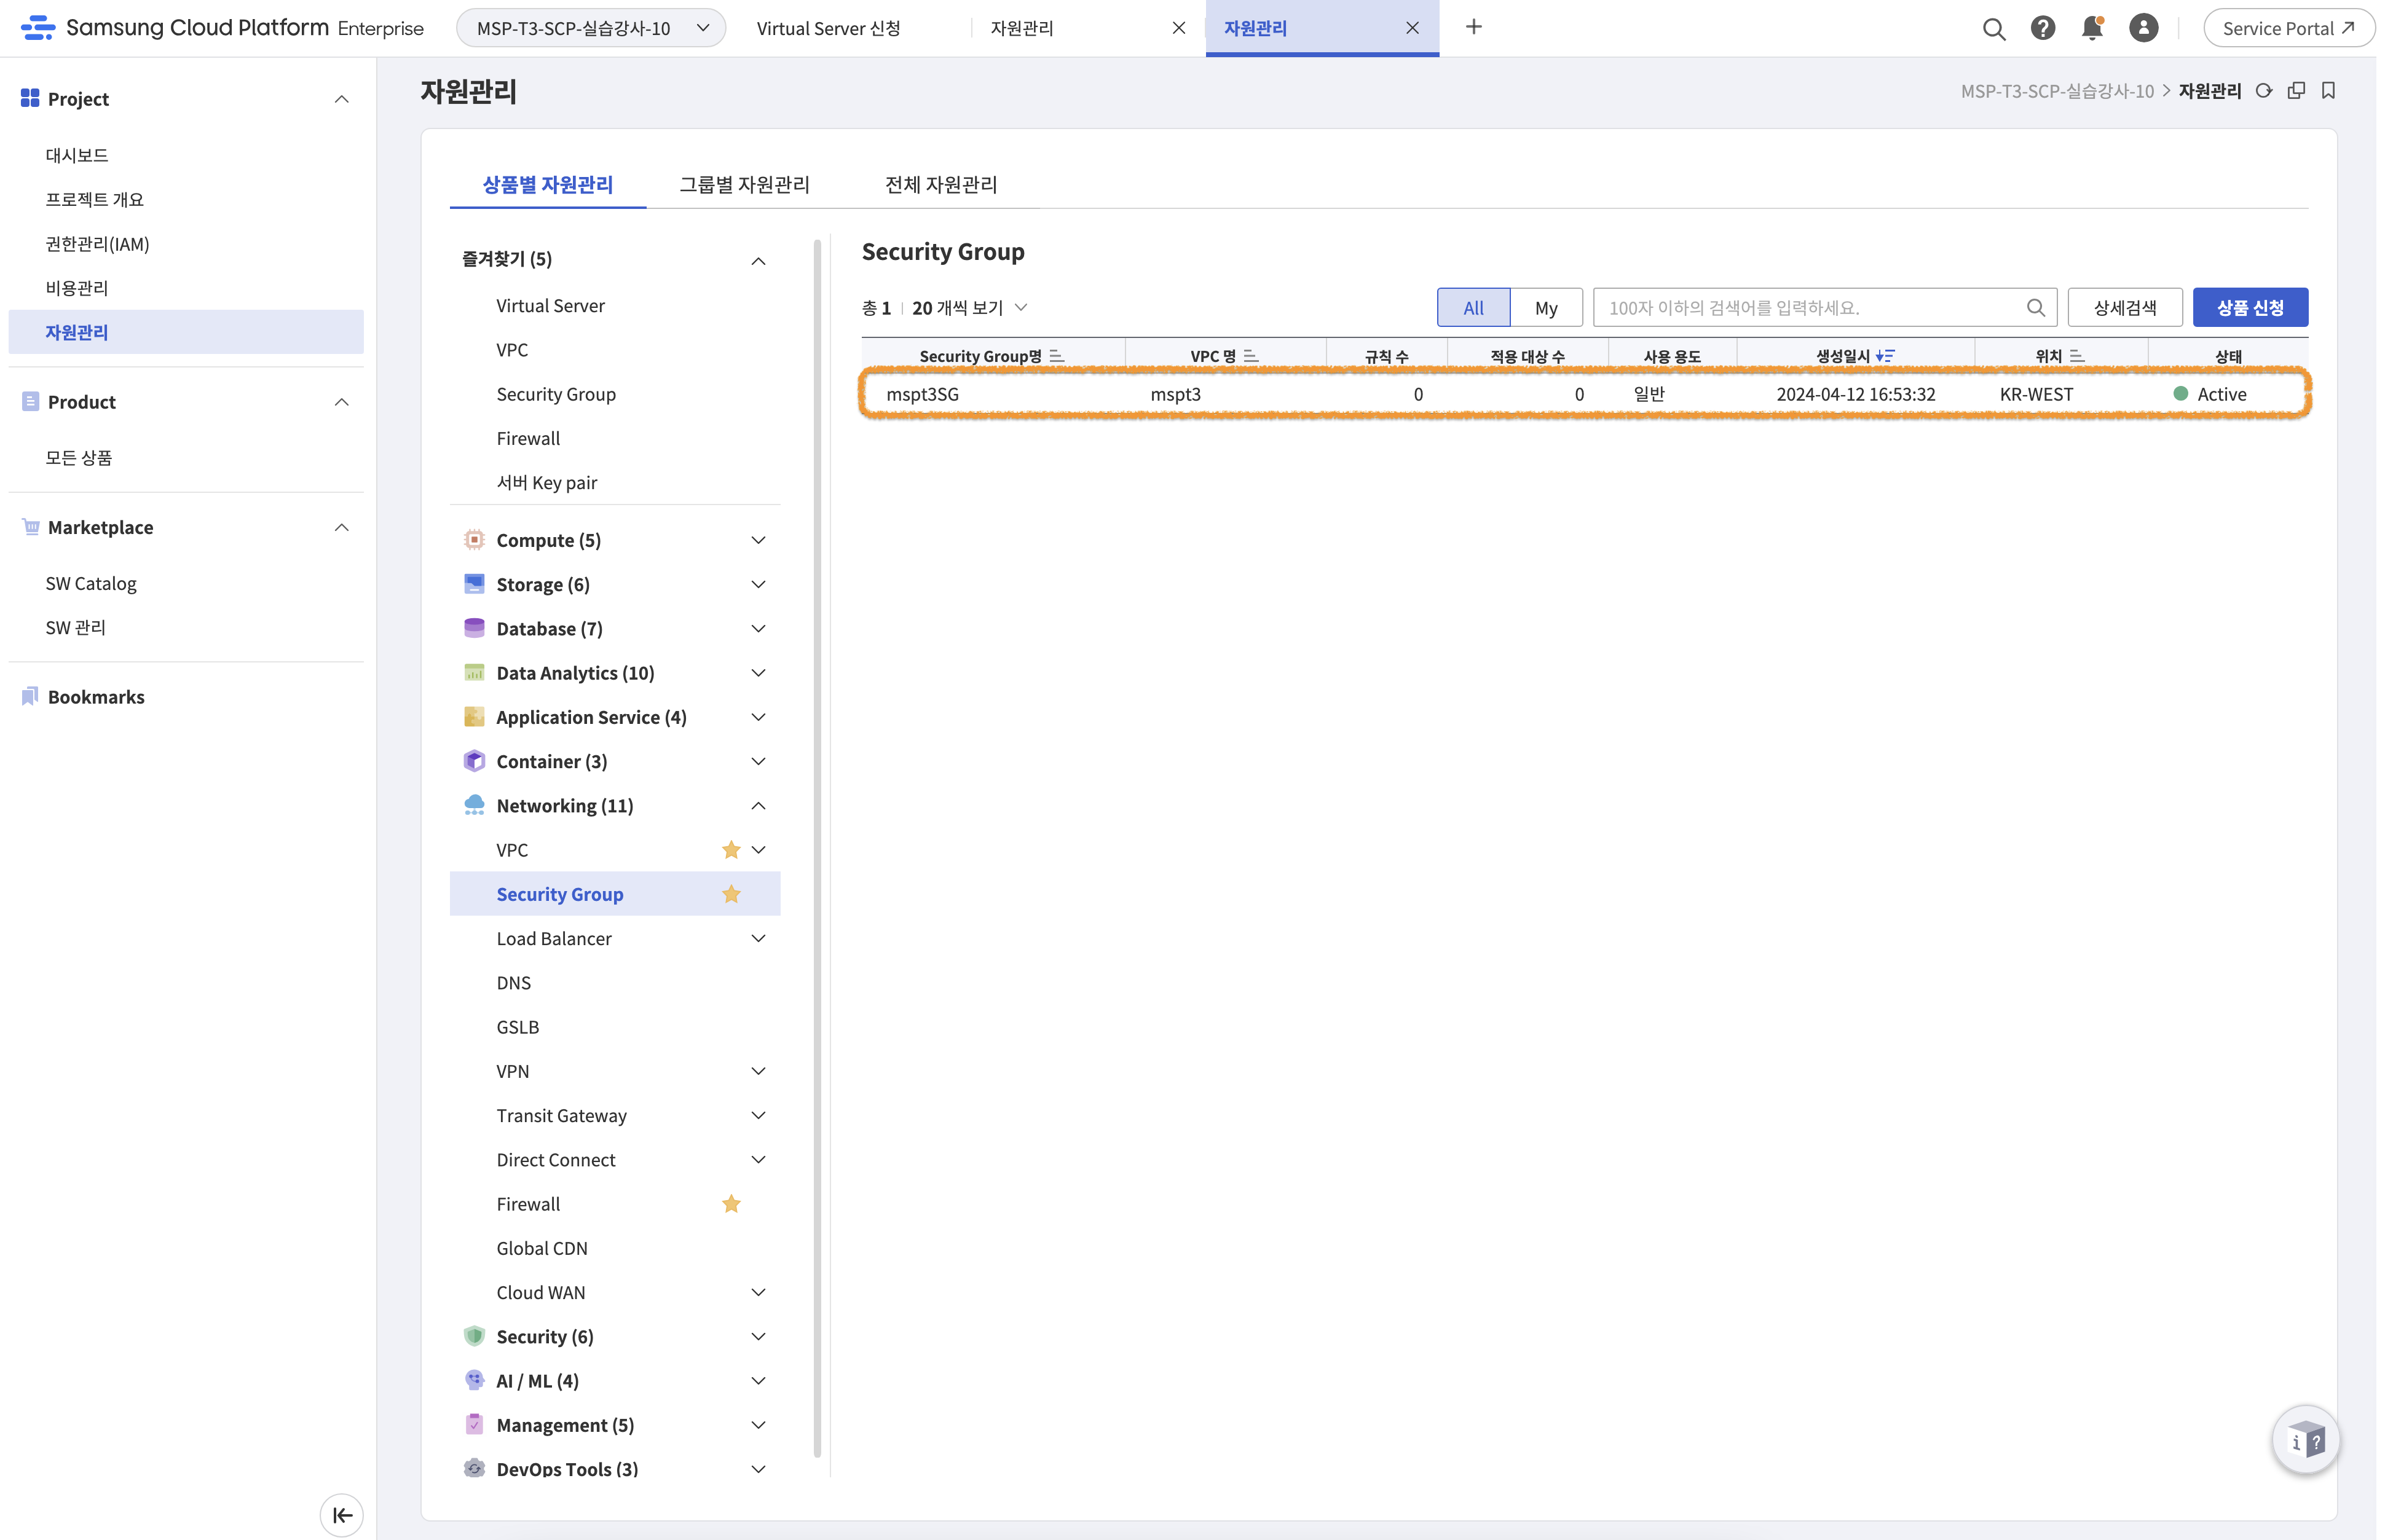 Samsung Cloud Platform Enterprise
MSP-T3-SCP-실습강사-10
Virtual Server 신청
자원관리
자원관리
Service Portal
Project
대시보드
프로젝트 개요
권한관리(IAM)
비용관리
자원관리
Product
모든 상품
Marketplace
SW Catalog
SW 관리
Bookmarks
자원관리
MSP-T3-SCP-실습강사-10 > 자원관리
상품별 자원관리
그룹별 자원관리
전체 자원관리
즐겨찾기 (5)
Virtual Server
VPC
Security Group
Firewall
서버 Key pair
Compute (5)
Storage (6)
Database (7)
Data Analytics (10)
Application Service (4)
Container (3)
Networking (11)
VPC
Security Group
Load Balancer
DNS
GSLB
VPN
Transit Gateway
Direct Connect
Firewall
Global CDN
Cloud WAN
Security (6)
AI / ML (4)
Management (5)
DevOps Tools (3)
Security Group
총 1 | 20 개씩 보기
All My 100자 이하의 검색어를 입력하세요. 상세검색 상품 신청
Security Group명 VPC 명 규칙 수 적용 대상 수 사용 용도 생성일시 위치 상태
mspt3SG mspt3 0 0 일반 2024-04-12 16:53:32 KR-WEST Active
i ?